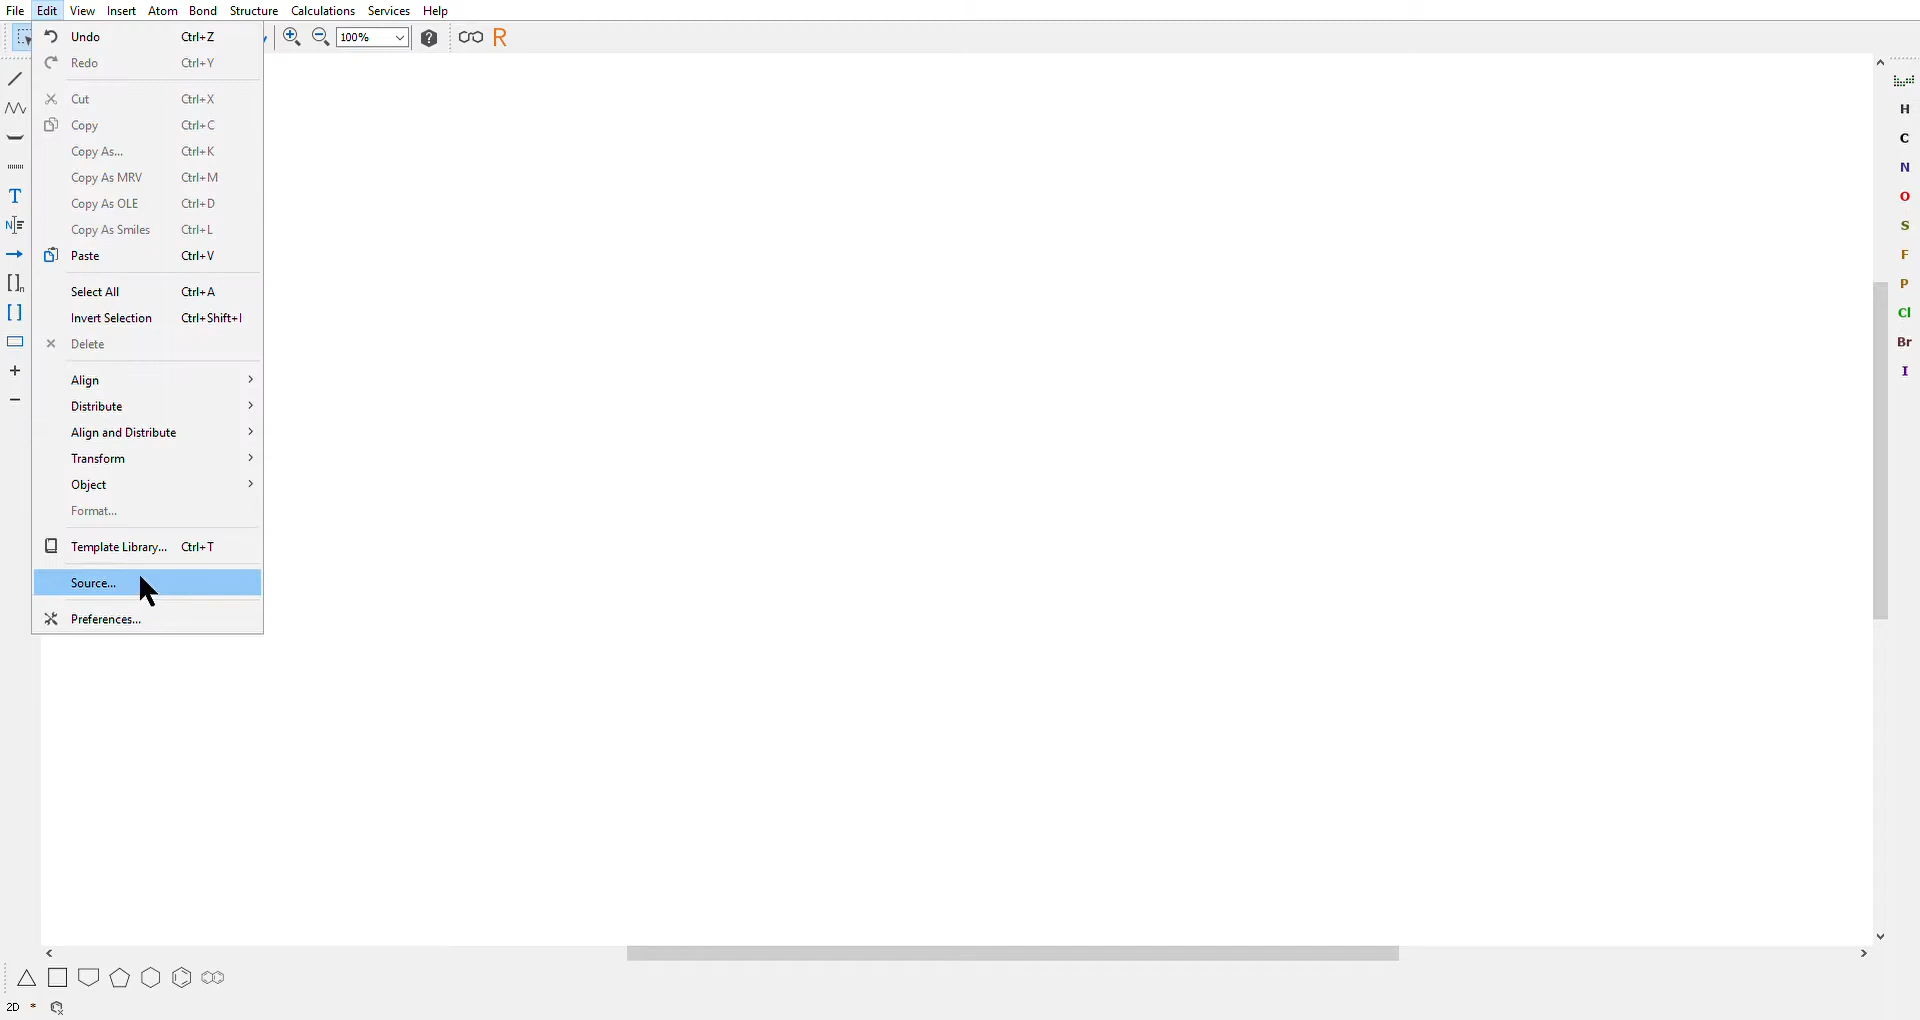 File Edit View Insert Atom Bond Structure Calculations Services Help
Undo Ctrl+Z
100% ? R
Redo Ctrl+Y
Cut Ctrl+X
Copy Ctrl+C
Copy As... Ctrl+K
Copy As MRV Ctrl+M
Copy As OLE Ctrl+D
Copy As Smiles Ctrl+L
Paste Ctrl+V
Select All Ctrl+A
Invert Selection Ctrl+Shift+I
Delete
Align
Distribute
Align and Distribute
Transform
Object
Format...
Template Library... Ctrl+T
Source...
Preferences...
T
N
[ ]n
[ ]
H
C
N
O
S
F
P
Cl
Br
I
2D *